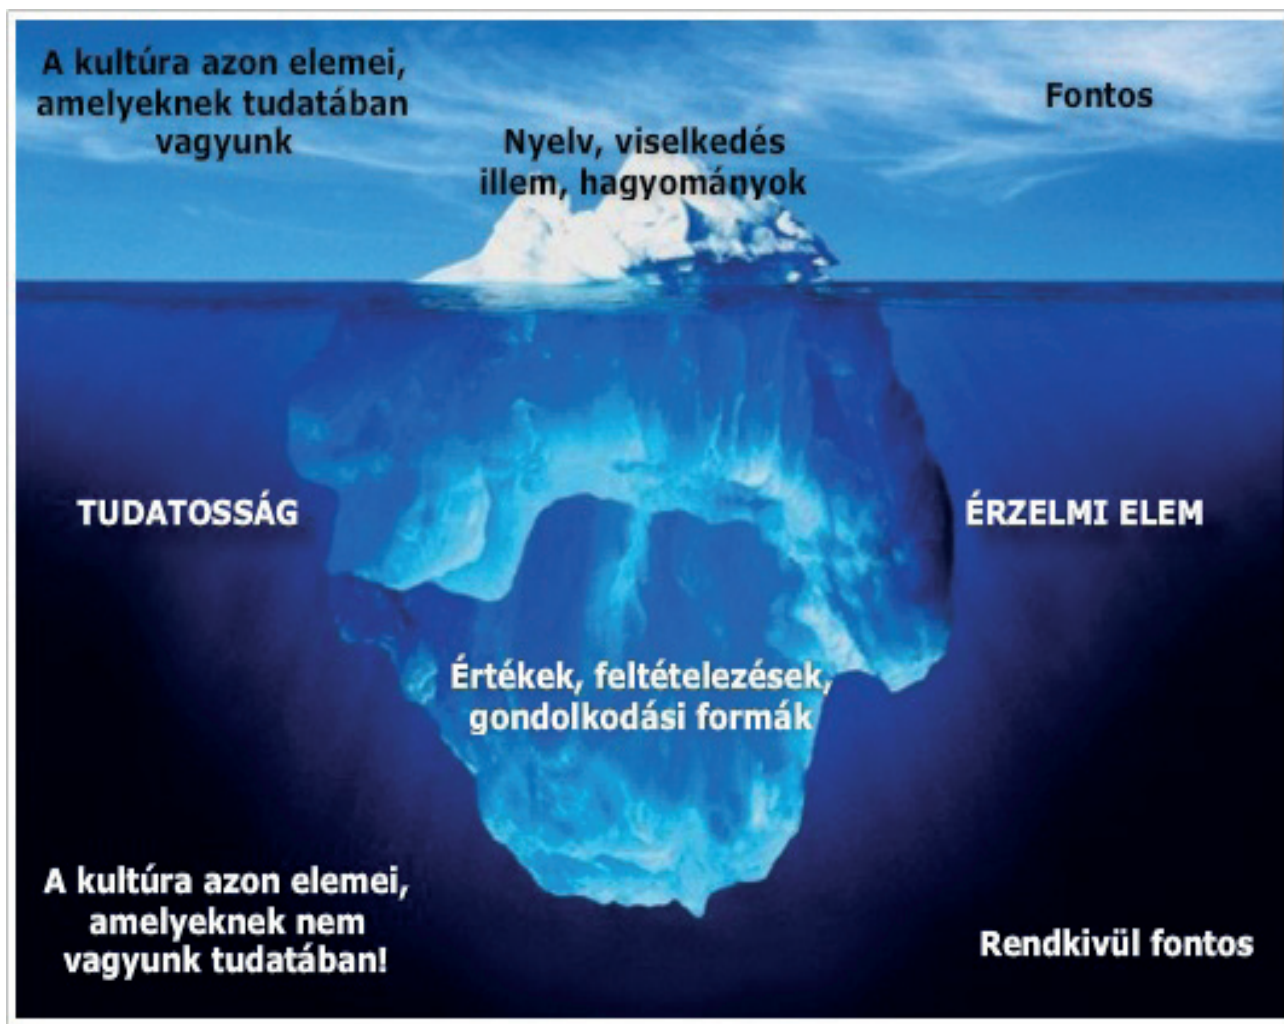 A kultúra azon elemei,
amelyeknek tudatában
vagyunk
Fontos
Nyelv, viselkedés
illem, hagyományok
TUDATOSSÁG
ÉRZELMI ELEM
Értékek, feltételezések,
gondolkodási formák
A kultúra azon elemei,
amelyeknek nem
vagyunk tudatában!
Rendkivül fontos